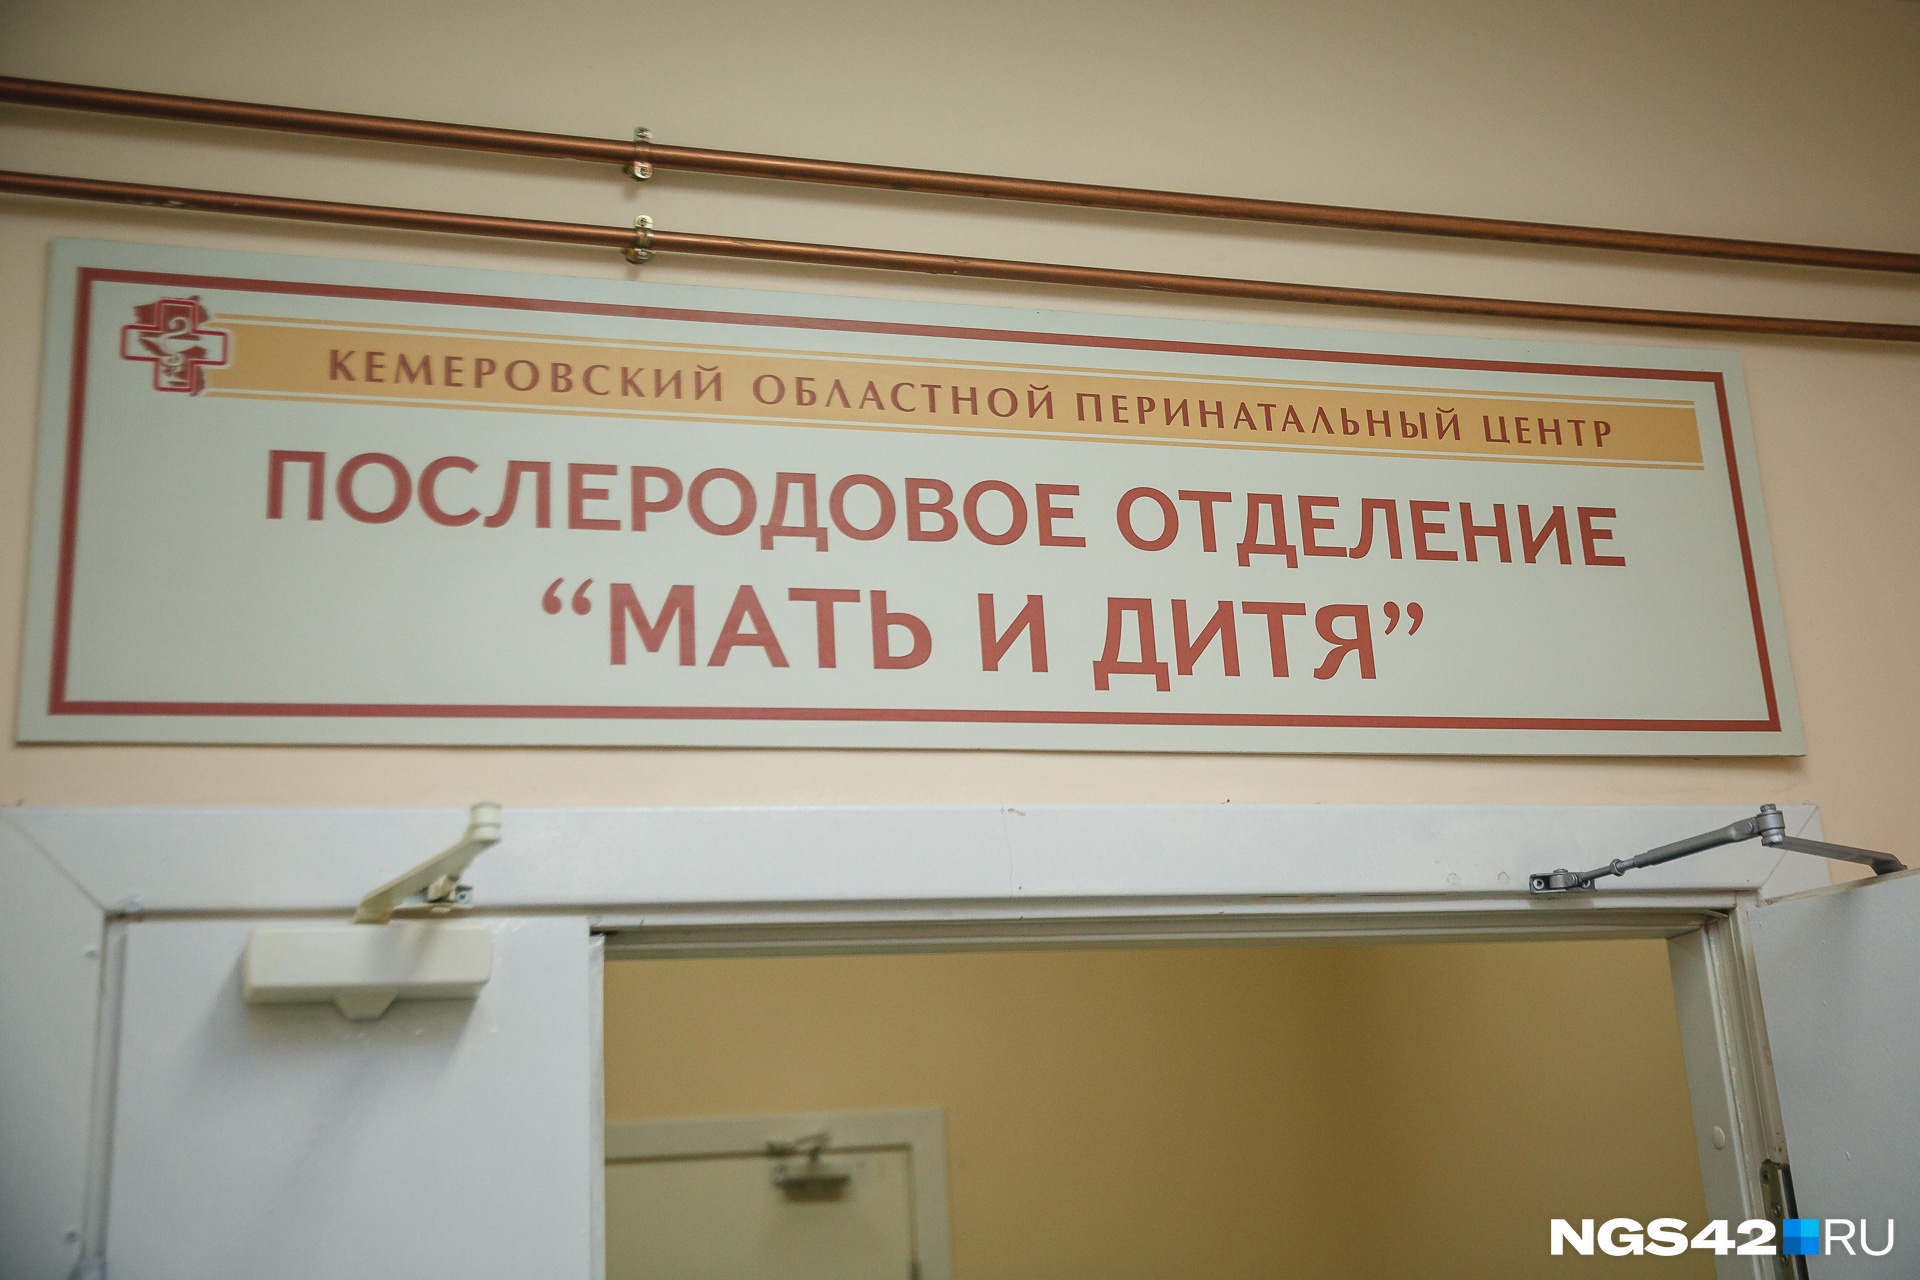 КЕМЕРОВСКИЙ ОБЛАСТНОЙ ПЕРИНАТАЛЬНЫЙ ЦЕНТР
ПОСЛЕРОДОВОЕ ОТДЕЛЕНИЕ
“МАТЬ И ДИТЯ”
NGS42 RU